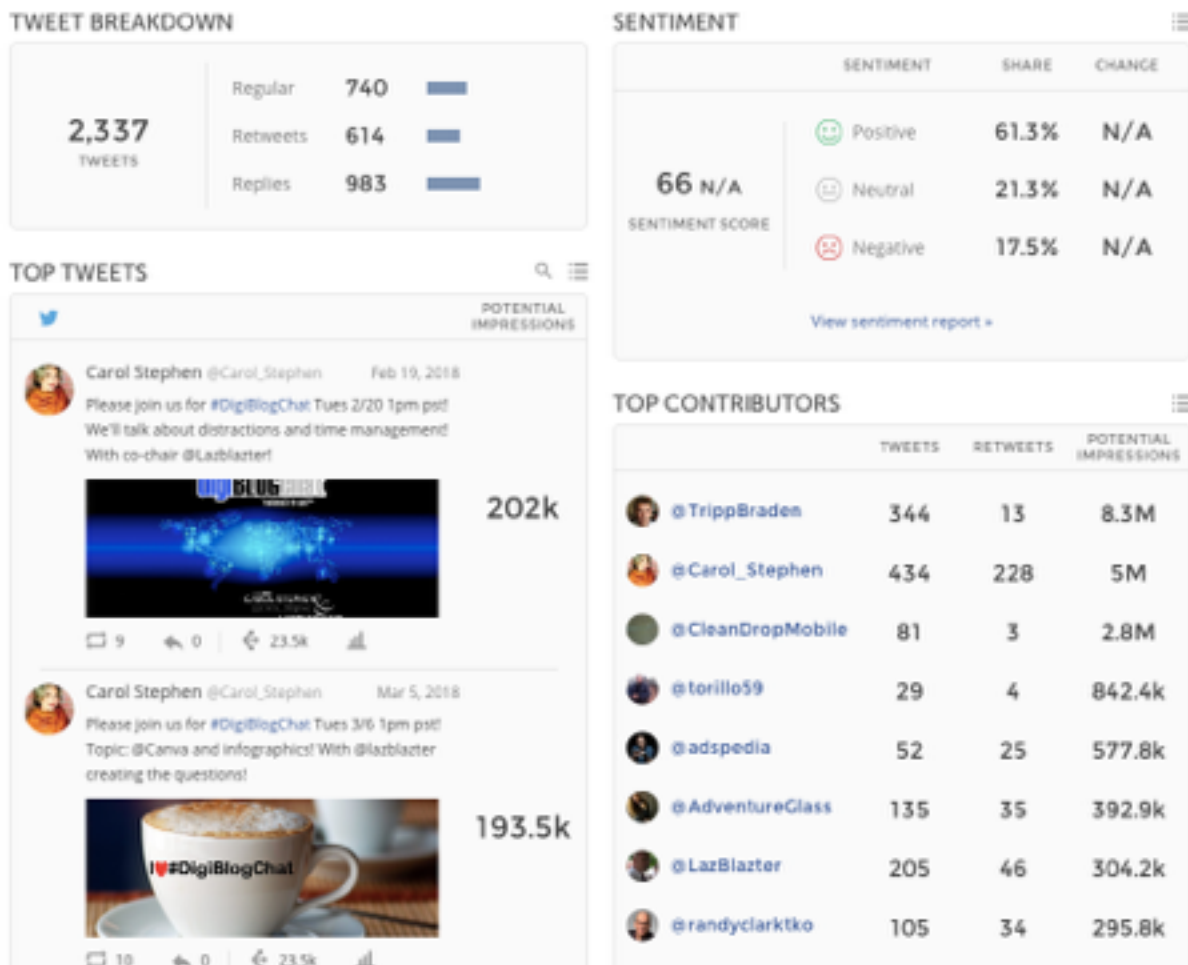 TWEET BREAKDOWN
2,337
TWEETS
Regular 740
Retweets 614
Replies 983
TOP TWEETS
POTENTIAL
IMPRESSIONS
Carol Stephen @Carol_Stephen Feb 19, 2018
Please join us for #DigiBlogChat Tues 2/20 1pm pst!
We'll talk about distractions and time management!
With co-chair @Lazblazter!
202k
9 0 23.5k
Carol Stephen @Carol_Stephen Mar 5, 2018
Please join us for #DigiBlogChat Tues 3/6 1pm pst!
Topic: @Canva and infographics! With @lazblazter
creating the questions!
I❤#DigiBlogChat
193.5k
10 0 23.5k
SENTIMENT
SENTIMENT SHARE CHANGE
66 N/A
SENTIMENT SCORE
Positive 61.3% N/A
Neutral 21.3% N/A
Negative 17.5% N/A
View sentiment report »
TOP CONTRIBUTORS
TWEETS RETWEETS POTENTIAL
IMPRESSIONS
@TrippBraden 344 13 8.3M
@Carol_Stephen 434 228 5M
@CleanDropMobile 81 3 2.8M
@torillo59 29 4 842.4k
@adspedia 52 25 577.8k
@AdventureGlass 135 35 392.9k
@LazBlazter 205 46 304.2k
@randyclarktko 105 34 295.8k